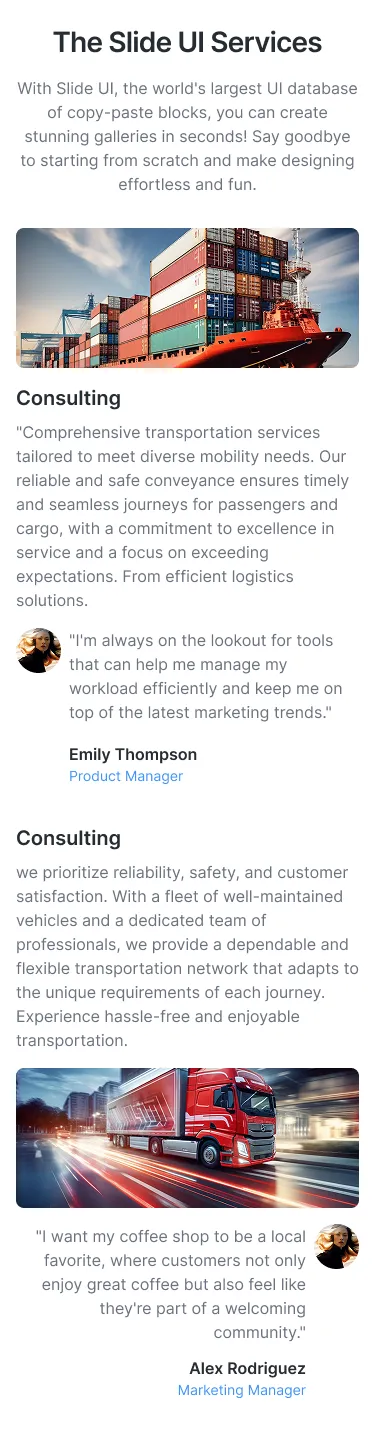 The Slide UI Services
With Slide UI, the world's largest UI database
of copy-paste blocks, you can create
stunning galleries in seconds! Say goodbye
to starting from scratch and make designing
effortless and fun.
Consulting
"Comprehensive transportation services
tailored to meet diverse mobility needs. Our
reliable and safe conveyance ensures timely
and seamless journeys for passengers and
cargo, with a commitment to excellence in
service and a focus on exceeding
expectations. From efficient logistics
solutions.
"I'm always on the lookout for tools
that can help me manage my
workload efficiently and keep me on
top of the latest marketing trends."
Emily Thompson
Product Manager
Consulting
we prioritize reliability, safety, and customer
satisfaction. With a fleet of well-maintained
vehicles and a dedicated team of
professionals, we provide a dependable and
flexible transportation network that adapts to
the unique requirements of each journey.
Experience hassle-free and enjoyable
transportation.
"I want my coffee shop to be a local
favorite, where customers not only
enjoy great coffee but also feel like
they're part of a welcoming
community."
Alex Rodriguez
Marketing Manager